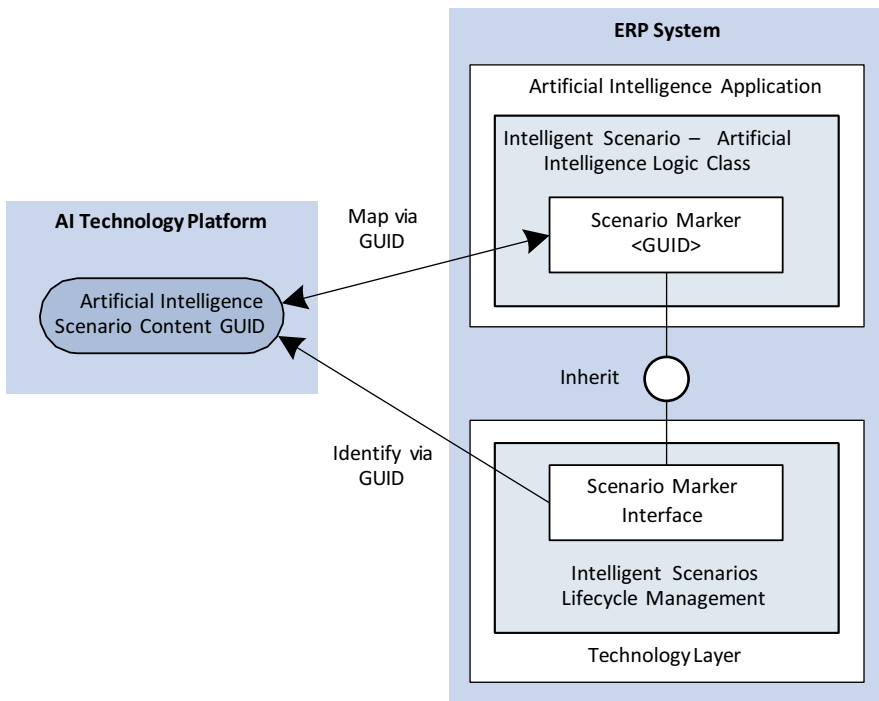 ERP System
Artificial Intelligence Application
Intelligent Scenario – Artificial
Intelligence Logic Class
Scenario Marker
<GUID>
AI Technology Platform
Map via
GUID
Artificial Intelligence
Scenario Content GUID
Inherit
Identify via
GUID
Scenario Marker
Interface
Intelligent Scenarios
Lifecycle Management
Technology Layer